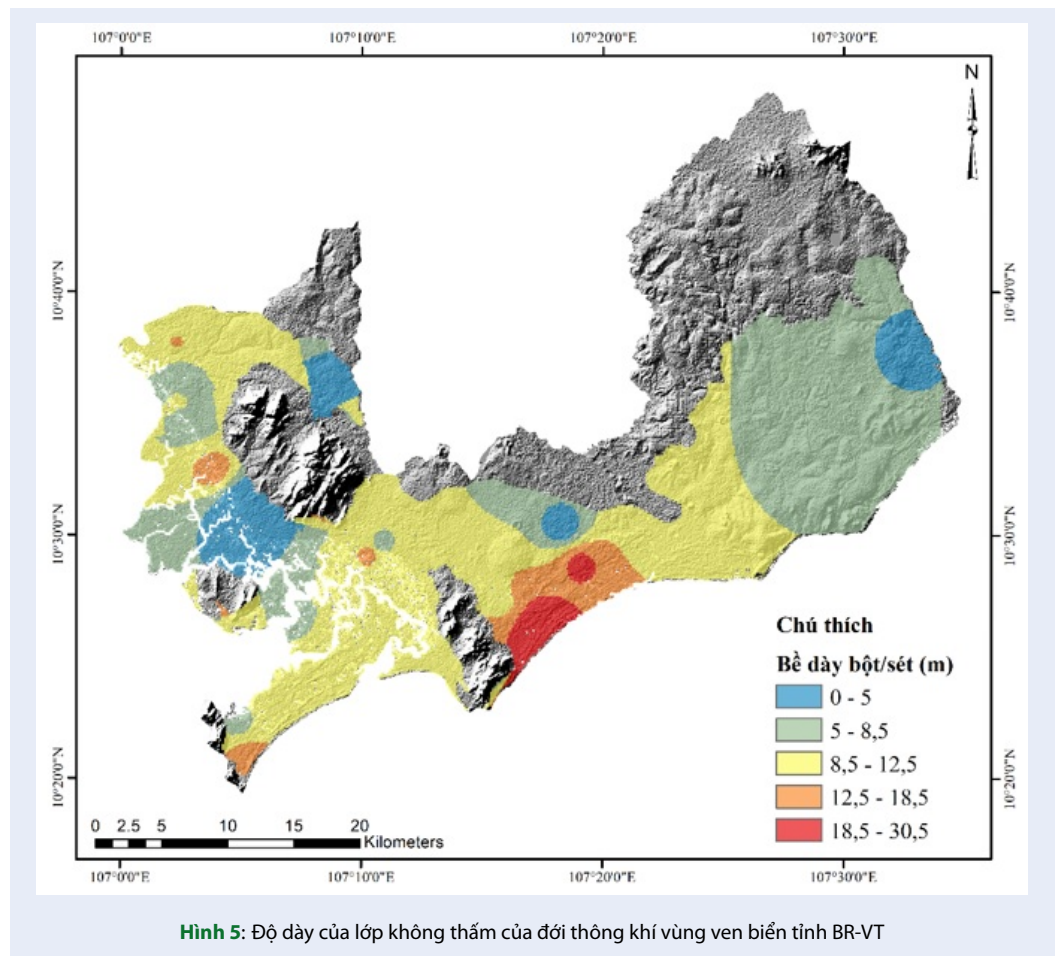 107°0'0"E 107°10'0"E 107°20'0"E 107°30'0"E
N
10°40'0"N 10°40'0"N
10°30'0"N 10°30'0"N
10°20'0"N 10°20'0"N
Chú thích
Bề dày bột/sét (m)
0 - 5
5 - 8,5
8,5 - 12,5
12,5 - 18,5
18,5 - 30,5
0 2.5 5 10 15 20
Kilometers
107°0'0"E 107°10'0"E 107°20'0"E 107°30'0"E
Hình 5: Độ dày của lớp không thấm của đới thông khí vùng ven biển tỉnh BR-VT